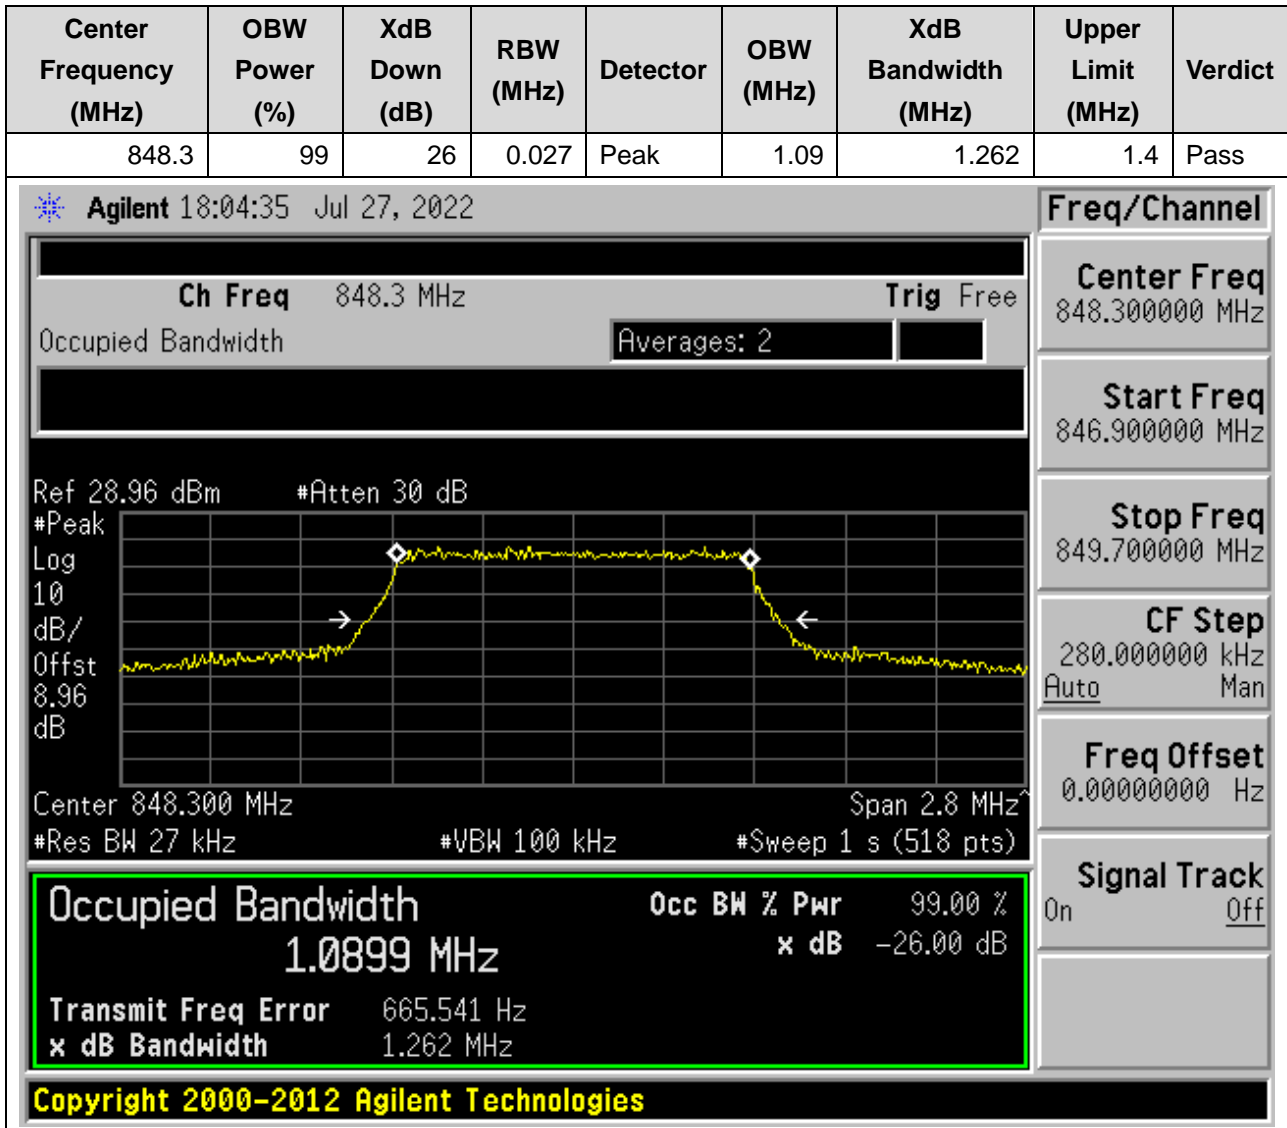 Center Frequency (MHz) OBW Power (%) XdB Down (dB) RBW (MHz) Detector OBW (MHz) XdB Bandwidth (MHz) Upper Limit (MHz) Verdict
848.3 99 26 0.027 Peak 1.09 1.262 1.4 Pass
Agilent 18:04:35 Jul 27, 2022
Freq/Channel
Ch Freq 848.3 MHz Trig Free
Occupied Bandwidth Averages: 2
Ref 28.96 dBm #Atten 30 dB
#Peak
Log
10
dB/
Offst
8.96
dB
Center 848.300 MHz Span 2.8 MHz^
#Res BW 27 kHz #VBW 100 kHz #Sweep 1 s (518 pts)
Occupied Bandwidth Occ BW % Pwr 99.00 %
1.0899 MHz x dB -26.00 dB
Transmit Freq Error 665.541 Hz
x dB Bandwidth 1.262 MHz
Center Freq
848.300000 MHz
Start Freq
846.900000 MHz
Stop Freq
849.700000 MHz
CF Step
280.000000 kHz
Auto Man
Freq Offset
0.00000000 Hz
Signal Track
On Off
Copyright 2000-2012 Agilent Technologies